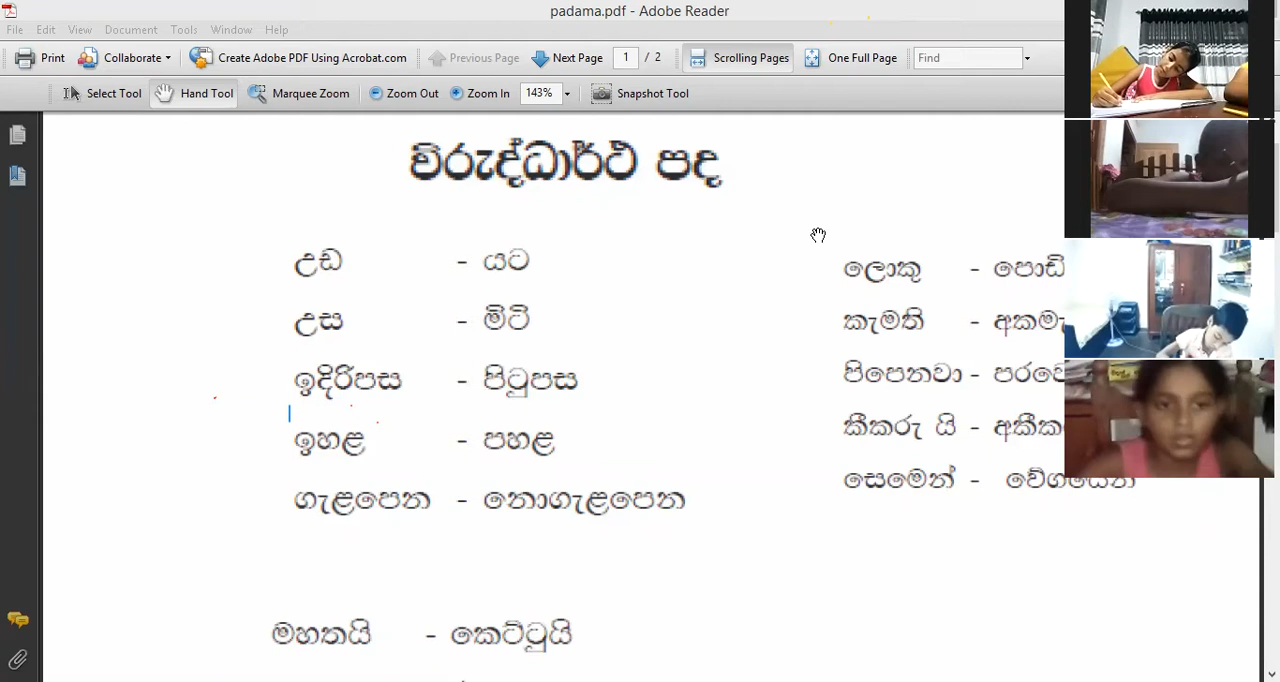 padama.pdf - Adobe Reader
File Edit View Document Tools Window Help
Print Collaborate Create Adobe PDF Using Acrobat.com Previous Page Next Page 1 / 2 Scrolling Pages One Full Page Find
Select Tool Hand Tool Marquee Zoom Zoom Out Zoom In 143% Snapshot Tool
විරුද්ධාර්ථ පද
උඩ - යට
උස - මිටි
ඉදිරිපස - පිටුපස
ඉහළ - පහළ
ගැළපෙන - නොගැළපෙන
මහතයි - කෙට්ටුයි
ලොකු - පොඩි
කැමති -
පිපෙනවා -
කීකරු යි -
සෙමෙන් - වේගයෙන්